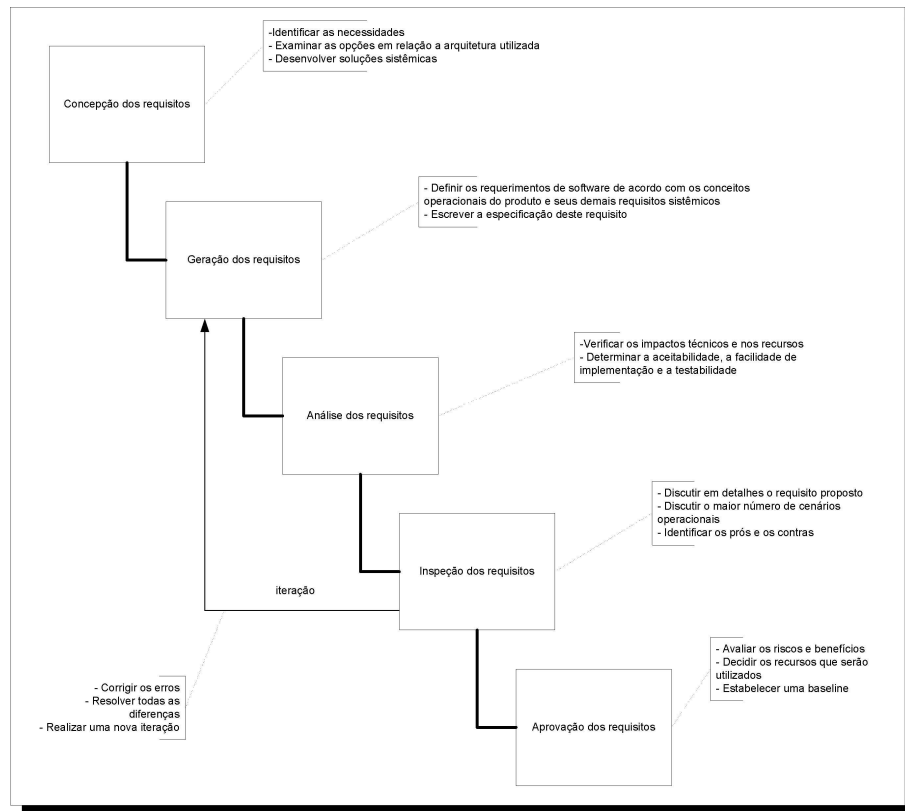 -Identificar as necessidades
- Examinar as opções em relação a arquitetura utilizada
- Desenvolver soluções sistêmicas
Concepção dos requisitos
- Definir os requerimentos de software de acordo com os conceitos
operacionais do produto e seus demais requisitos sistêmicos
- Escrever a especificação deste requisito
Geração dos requisitos
-Verificar os impactos técnicos e nos recursos
- Determinar a aceitabilidade, a facilidade de
implementação e a testabilidade
Análise dos requisitos
- Discutir em detalhes o requisito proposto
- Discutir o maior número de cenários
operacionais
- Identificar os prós e os contras
Inspeção dos requisitos
iteração
- Avaliar os riscos e benefícios
- Decidir os recursos que serão
utilizados
- Estabelecer uma baseline
- Corrigir os erros
- Resolver todas as
diferenças
- Realizar uma nova iteração
Aprovação dos requisitos